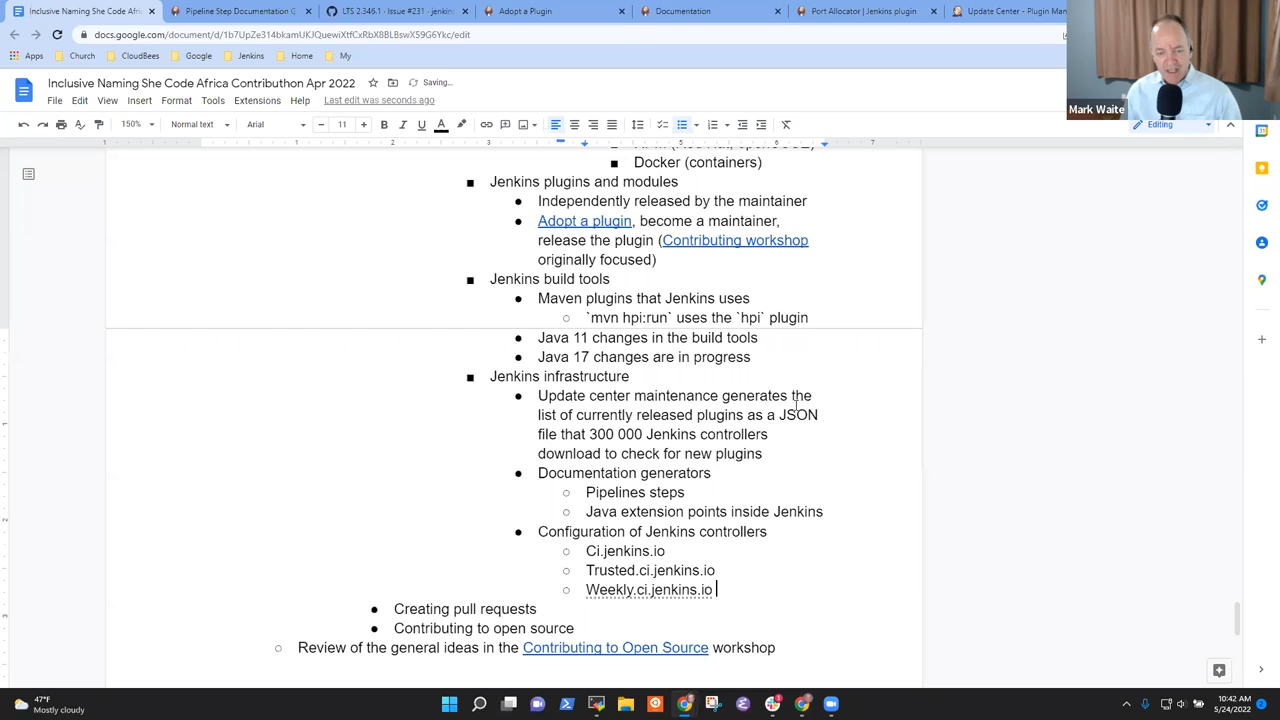 Inclusive Naming She Code Afric
Pipeline Step Documentation G
LTS 2.346.1 - Issue #231 - jenkin
Adopt a Plugin
Documentation
Port Allocator | Jenkins plugin
Update Center - Plugin Man
docs.google.com/document/d/1b7UpZe314bkamUKJQuewiXtfCxRbX8BLBswX59G6Ykc/edit
Apps
Church
CloudBees
Google
Jenkins
Home
My
Inclusive Naming She Code Africa Contributhon Apr 2022
Saving...
File Edit View Insert Format Tools Extensions Help Last edit was seconds ago
Mark Waite
150% Normal text Arial 11
Editing
Docker (containers)
Jenkins plugins and modules
Independently released by the maintainer
Adopt a plugin, become a maintainer,
release the plugin (Contributing workshop
originally focused)
Jenkins build tools
Maven plugins that Jenkins uses
`mvn hpi:run` uses the `hpi` plugin
Java 11 changes in the build tools
Java 17 changes are in progress
Jenkins infrastructure
Update center maintenance generates the
list of currently released plugins as a JSON
file that 300 000 Jenkins controllers
download to check for new plugins
Documentation generators
Pipelines steps
Java extension points inside Jenkins
Configuration of Jenkins controllers
Ci.jenkins.io
Trusted.ci.jenkins.io
Weekly.ci.jenkins.io
Creating pull requests
Contributing to open source
Review of the general ideas in the Contributing to Open Source workshop
47°F
Mostly cloudy
10:42 AM
5/24/2022